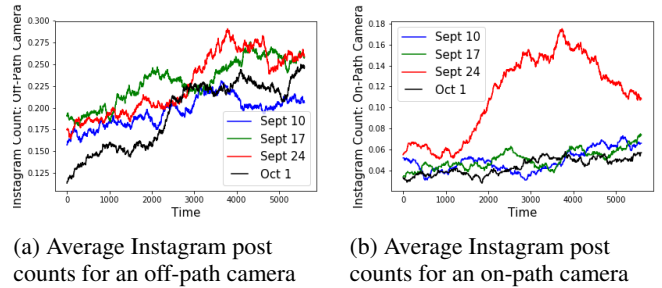 Instagram Count: Off-Path Camera
0.300
0.275
0.250
0.225
0.200
0.175
0.150
0.125
0
1000
2000
3000
4000
5000
Time
Sept 10
Sept 17
Sept 24
Oct 1
(a) Average Instagram post
counts for an off-path camera
Instagram Count: On-Path Camera
0.18
0.16
0.14
0.12
0.10
0.08
0.06
0.04
0
1000
2000
3000
4000
5000
Time
Sept 10
Sept 17
Sept 24
Oct 1
(b) Average Instagram post
counts for an on-path camera